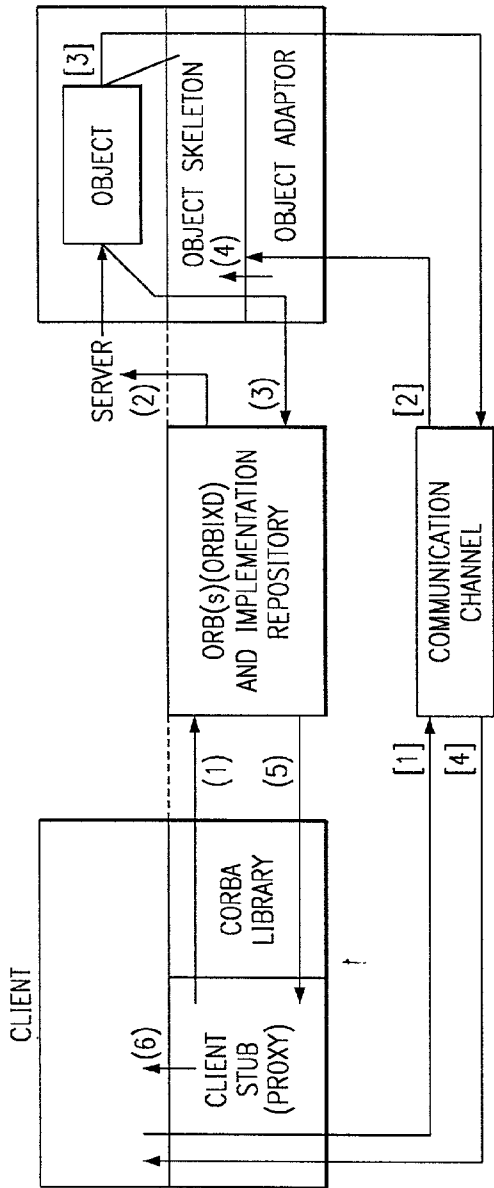 CLIENT
(6)
CLIENT
STUB
(PROXY)
CORBA
LIBRARY
(1)
(5)
[1]
[4]
ORB(s)(ORBIXD)
AND IMPLEMENTATION
REPOSITORY
COMMUNICATION
CHANNEL
SERVER
(2)
(3)
[2]
OBJECT
[3]
OBJECT SKELETON
(4)
OBJECT ADAPTOR